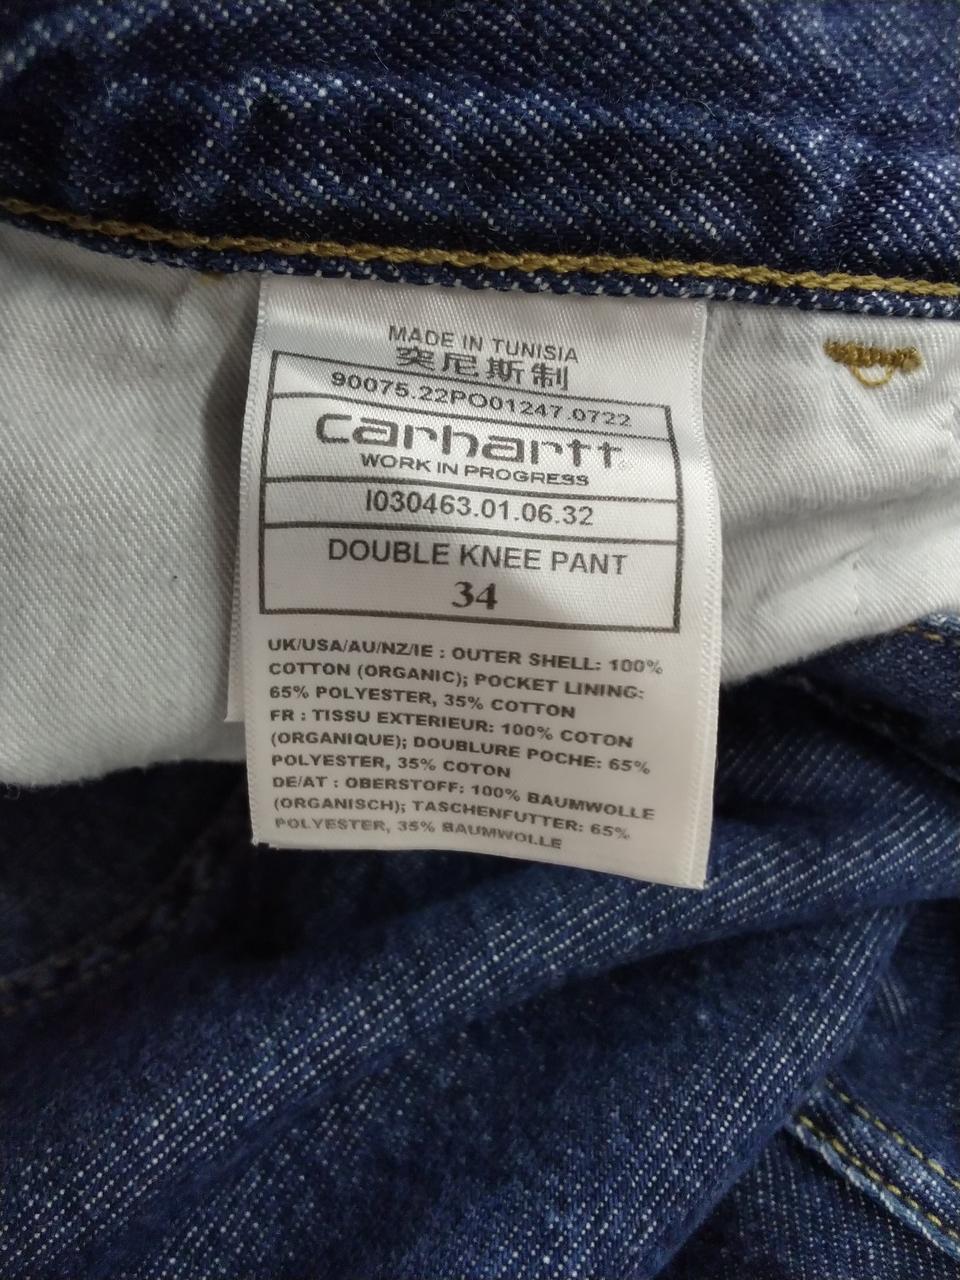 MADE IN TUNISIA
突尼斯制
90075.22PO01247.0722
carhartt
WORK IN PROGRESS
I030463.01.06.32
DOUBLE KNEE PANT
34
UK/USA/AU/NZ/IE : OUTER SHELL: 100%
COTTON (ORGANIC); POCKET LINING:
65% POLYESTER, 35% COTTON
FR : TISSU EXTERIEUR: 100% COTON
(ORGANIQUE); DOUBLURE POCHE: 65%
POLYESTER, 35% COTON
DE/AT : OBERSTOFF: 100% BAUMWOLLE
(ORGANISCH); TASCHENFUTTER: 65%
POLYESTER, 35% BAUMWOLLE